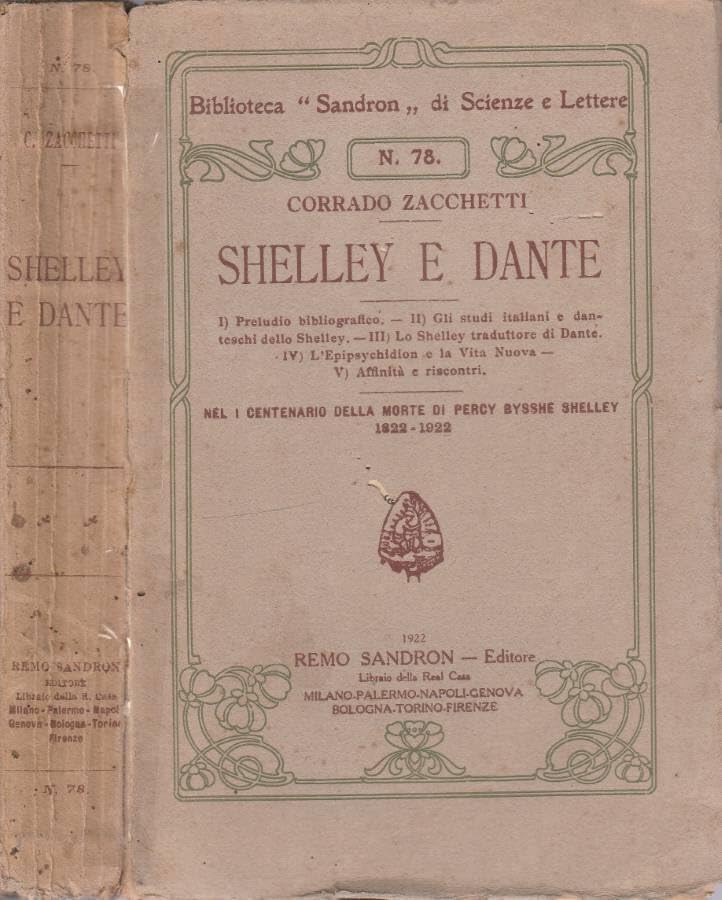 N. 78
C. ZACCHETTI
SHELLEY
E DANTE
REMO SANDRON
EDITORE
Libraio della R. Casa
Milano - Palermo - Napoli
Genova - Bologna - Torino
Firenze
N. 78.
Biblioteca “ Sandron „ di Scienze e Lettere
N. 78.
CORRADO ZACCHETTI
SHELLEY E DANTE
I) Preludio bibliografico. — II) Gli studi italiani e dan-
teschi dello Shelley. — III) Lo Shelley traduttore di Dante.
IV) L'Epipsychidion e la Vita Nuova —
V) Affinità e riscontri.
NEL I CENTENARIO DELLA MORTE DI PERCY BYSSHE SHELLEY
1822 - 1922
1922
REMO SANDRON — Editore
Libraio della Real Casa
MILANO-PALERMO-NAPOLI-GENOVA
BOLOGNA-TORINO-FIRENZE